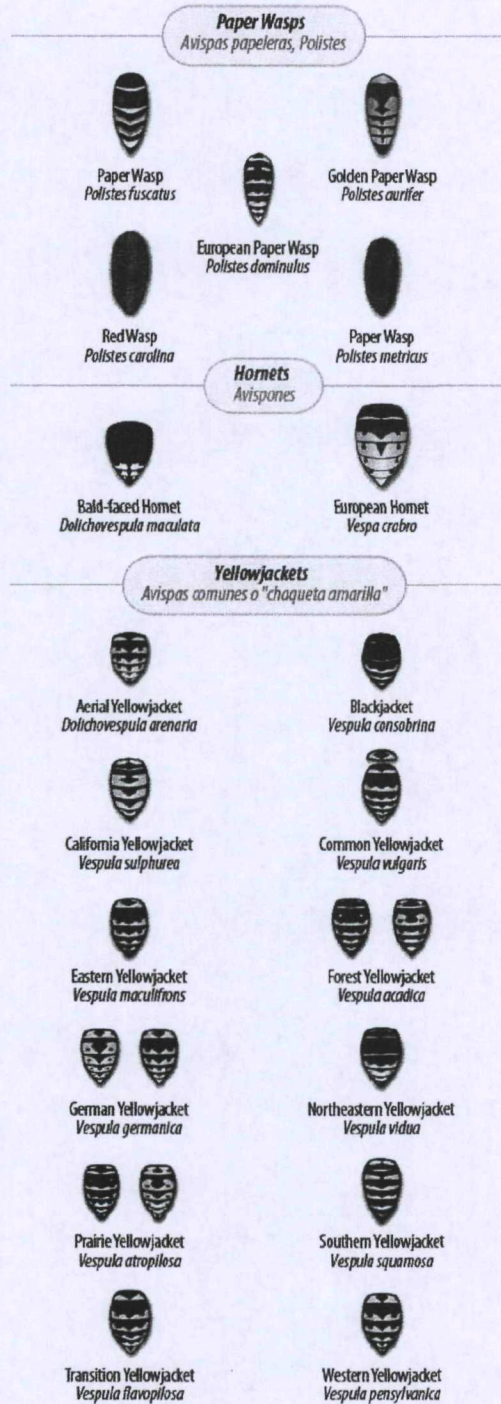 Paper Wasps
Avispas papeleras, Polistes
Paper Wasp
Polistes fuscatus
Golden Paper Wasp
Polistes aurifer
European Paper Wasp
Polistes dominulus
Red Wasp
Polistes carolina
Paper Wasp
Polistes metricus
Hornets
Avispones
Bald-faced Hornet
Dolichovespula maculata
European Hornet
Vespa crabro
Yellowjackets
Avispas comunes o "chaqueta amarilla"
Aerial Yellowjacket
Dolichovespula arenaria
Blackjacket
Vespula consobrina
California Yellowjacket
Vespula sulphurea
Common Yellowjacket
Vespula vulgaris
Eastern Yellowjacket
Vespula maculifrons
Forest Yellowjacket
Vespula acadica
German Yellowjacket
Vespula germanica
Northeastern Yellowjacket
Vespula vidua
Prairie Yellowjacket
Vespula atropilosa
Southern Yellowjacket
Vespula squamosa
Transition Yellowjacket
Vespula flavopilosa
Western Yellowjacket
Vespula pensylvanica